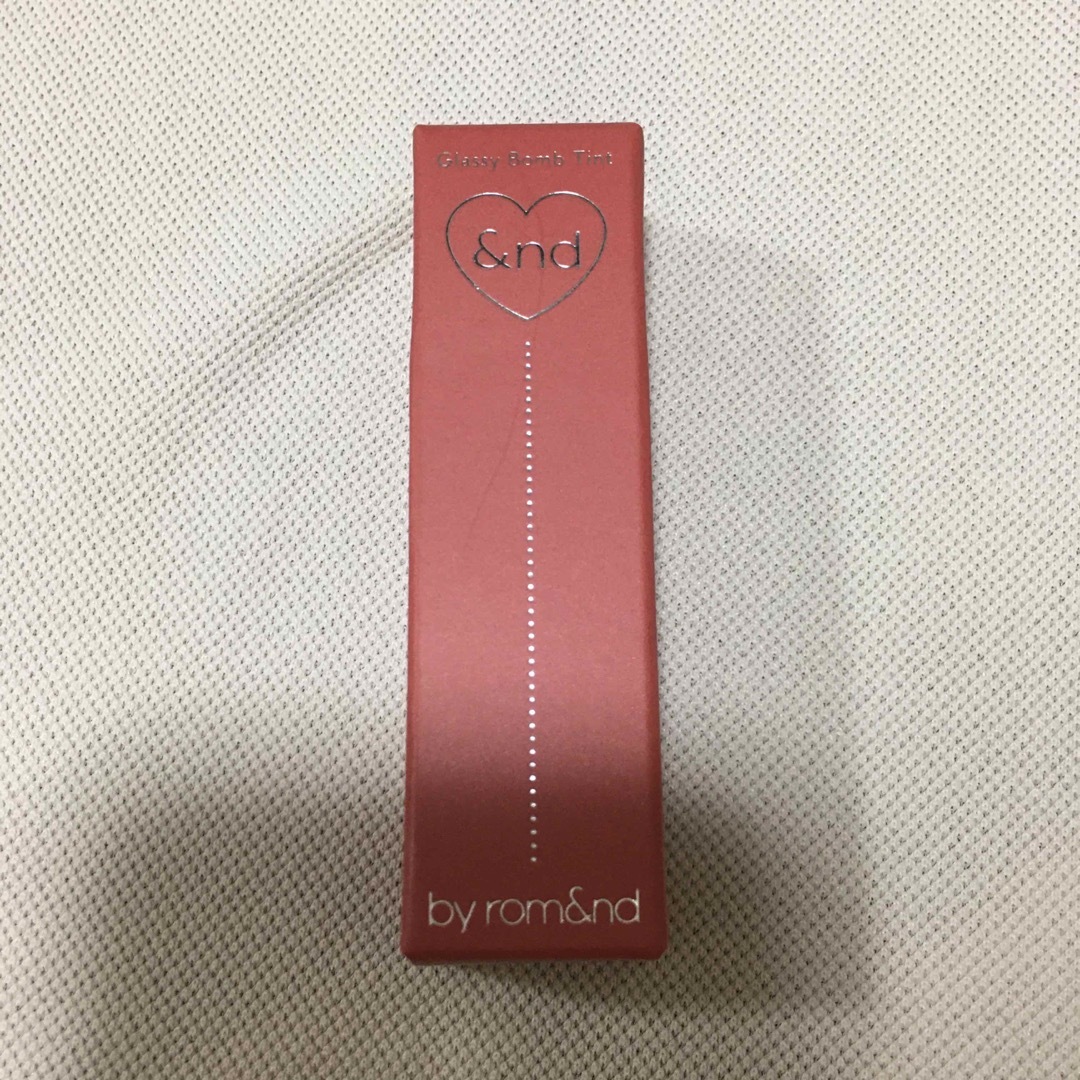 Glassy Bomb Tint
&nd
by rom&nd